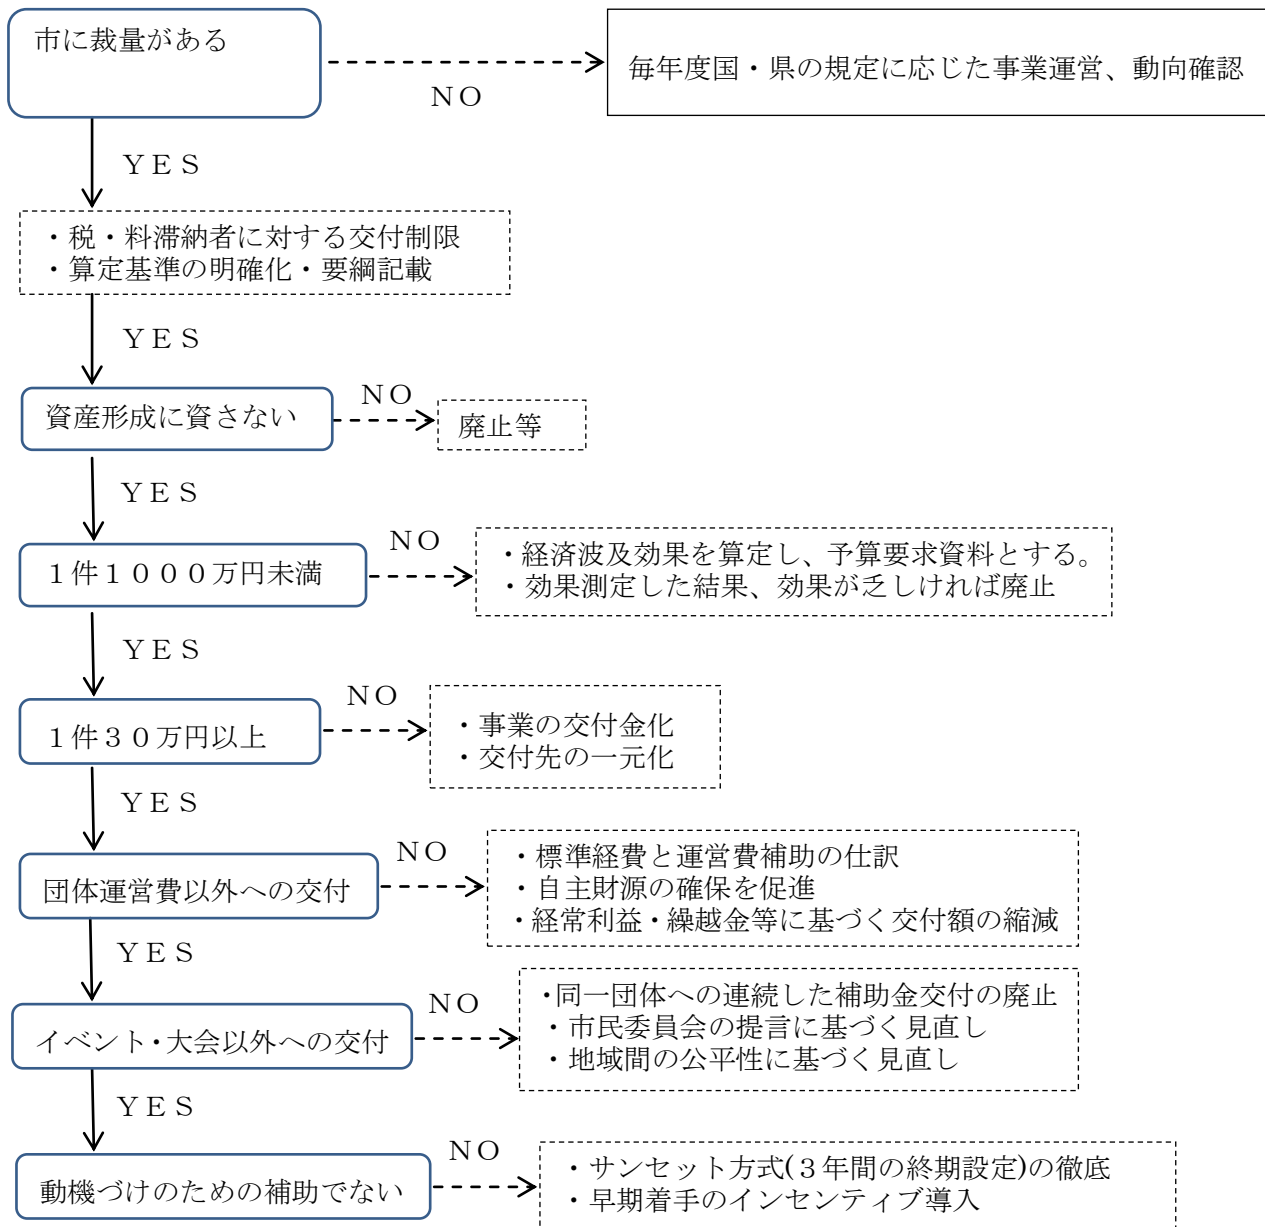 市に裁量がある
毎年度国・県の規定に応じた事業運営、動向確認
NO
YES
・税・料滞納者に対する交付制限
・算定基準の明確化・要綱記載
YES
資産形成に資さない
NO
廃止等
YES
１件１０００万円未満
NO
・経済波及効果を算定し、予算要求資料とする。
・効果測定した結果、効果が乏しければ廃止
YES
１件３０万円以上
NO
・事業の交付金化
・交付先の一元化
YES
団体運営費以外への交付
NO
・標準経費と運営費補助の仕訳
・自主財源の確保を促進
・経常利益・繰越金等に基づく交付額の縮減
YES
イベント・大会以外への交付
NO
・同一団体への連続した補助金交付の廃止
・市民委員会の提言に基づく見直し
・地域間の公平性に基づく見直し
YES
動機づけのための補助でない
NO
・サンセット方式(３年間の終期設定)の徹底
・早期着手のインセンティブ導入